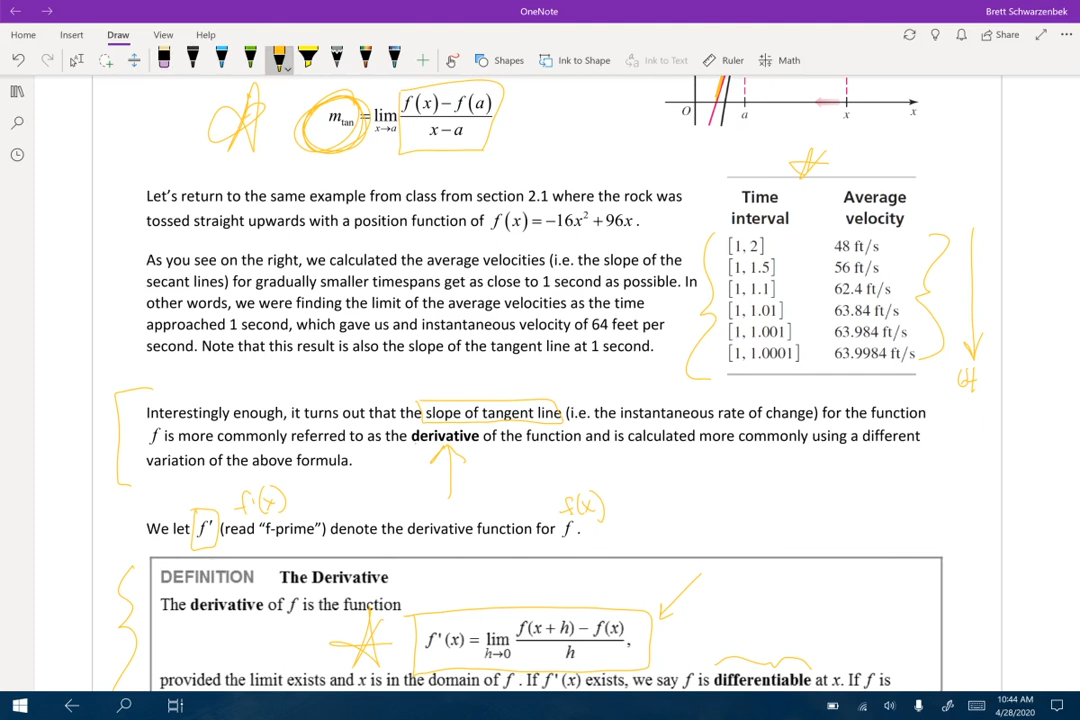 OneNote
Brett Schwarzenbek
Home Insert Draw View Help
Share
Shapes Ink to Shape Ink to Text Ruler Math
m_tan = lim x→a f(x) − f(a) / x − a
O a x x
Let's return to the same example from class from section 2.1 where the rock was
tossed straight upwards with a position function of f(x) = −16x² + 96x .
As you see on the right, we calculated the average velocities (i.e. the slope of the
secant lines) for gradually smaller timespans get as close to 1 second as possible. In
other words, we were finding the limit of the average velocities as the time
approached 1 second, which gave us and instantaneous velocity of 64 feet per
second. Note that this result is also the slope of the tangent line at 1 second.
Time interval Average velocity
[1, 2] 48 ft/s
[1, 1.5] 56 ft/s
[1, 1.1] 62.4 ft/s
[1, 1.01] 63.84 ft/s
[1, 1.001] 63.984 ft/s
[1, 1.0001] 63.9984 ft/s
64
Interestingly enough, it turns out that the slope of tangent line (i.e. the instantaneous rate of change) for the function
f is more commonly referred to as the derivative of the function and is calculated more commonly using a different
variation of the above formula.
f'(x) f(x)
We let f' (read “f-prime”) denote the derivative function for f .
DEFINITION The Derivative
The derivative of f is the function
f'(x) = lim h→0 f(x + h) − f(x) / h,
provided the limit exists and x is in the domain of f . If f'(x) exists, we say f is differentiable at x. If f is
10:44 AM
4/28/2020